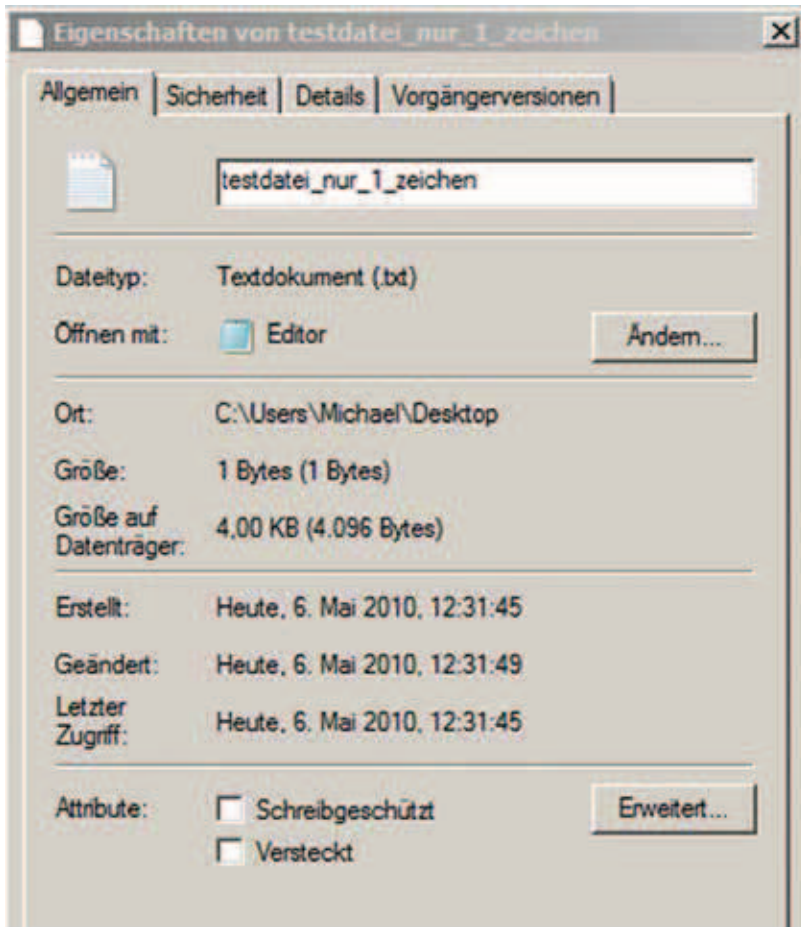 Eigenschaften von testdatei_nur_1_zeichen
Allgemein Sicherheit Details Vorgängerversionen
testdatei_nur_1_zeichen
Dateityp: Textdokument (.txt)
Öffnen mit: Editor Ändern...
Ort: C:\Users\Michael\Desktop
Größe: 1 Bytes (1 Bytes)
Größe auf
Datenträger: 4,00 KB (4.096 Bytes)
Erstellt: Heute, 6. Mai 2010, 12:31:45
Geändert: Heute, 6. Mai 2010, 12:31:49
Letzter
Zugriff: Heute, 6. Mai 2010, 12:31:45
Attribute: Schreibgeschützt Erweitert...
Versteckt